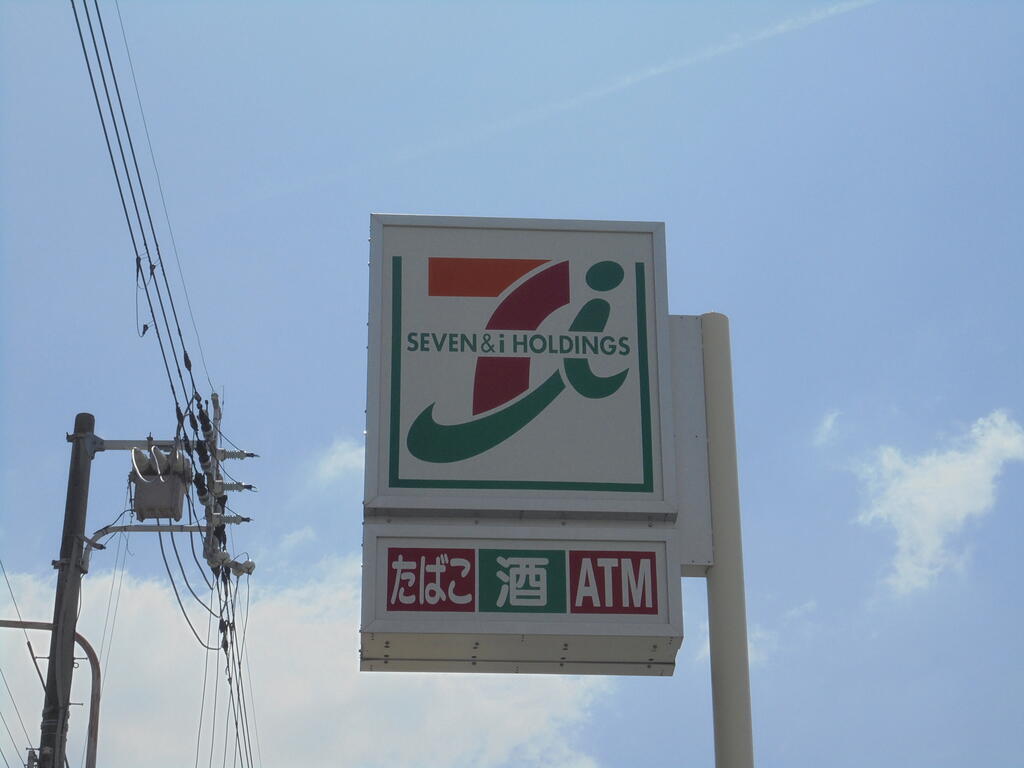 SEVEN & i HOLDINGS
たばこ 酒 ATM